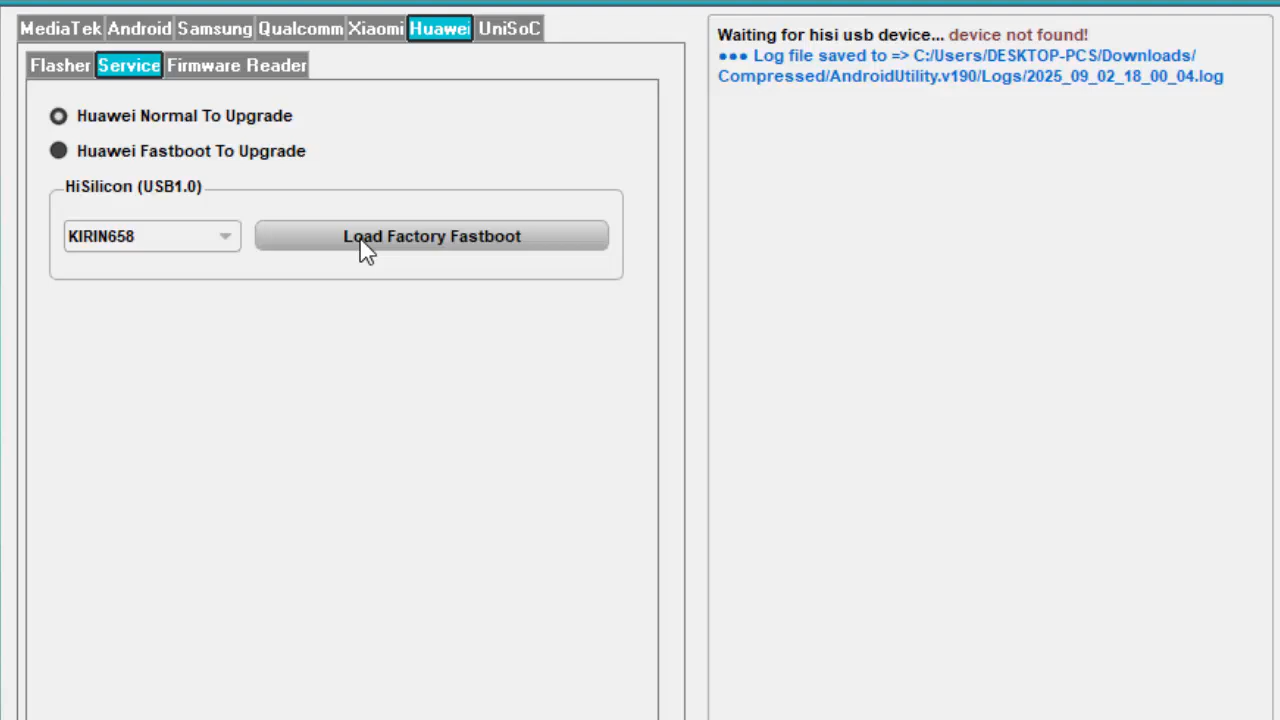 MediaTek Android Samsung Qualcomm Xiaomi Huawei UniSoC
Flasher Service Firmware Reader
Huawei Normal To Upgrade
Huawei Fastboot To Upgrade
HiSilicon (USB1.0)
KIRIN658
Load Factory Fastboot
Waiting for hisi usb device... device not found!
●●● Log file saved to => C:/Users/DESKTOP-PCS/Downloads/
Compressed/AndroidUtility.v190/Logs/2025_09_02_18_00_04.log